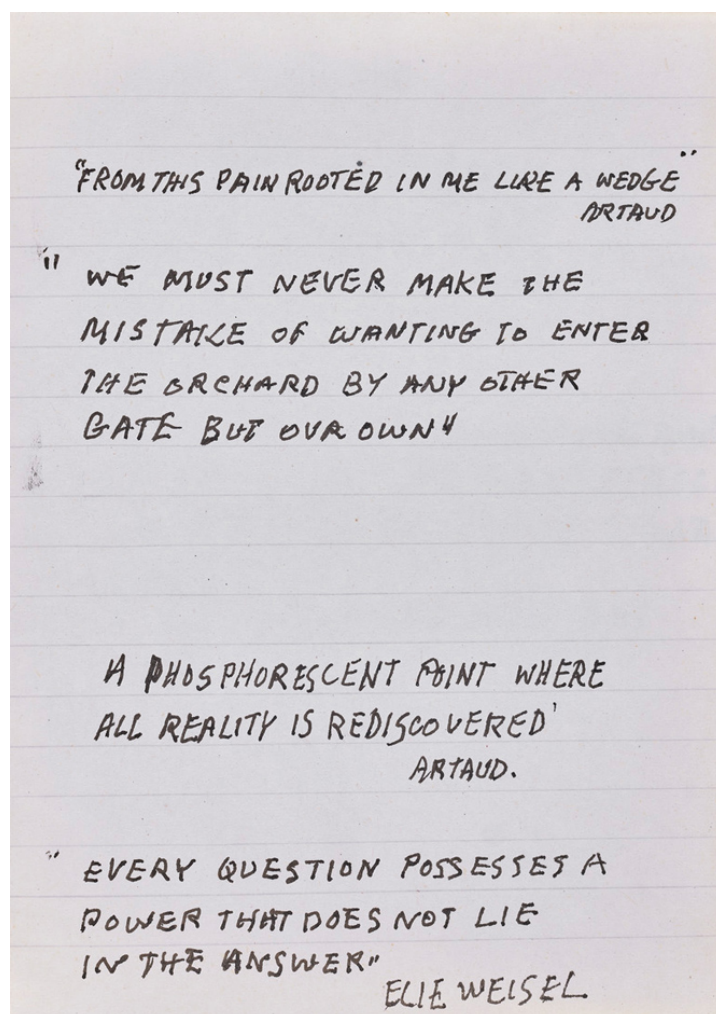 "FROM THIS PAIN ROOTED IN ME LIKE A WEDGE"
ARTAUD
" WE MUST NEVER MAKE THE
MISTAKE OF WANTING TO ENTER
THE ORCHARD BY ANY OTHER
GATE BUT OUR OWN"
A PHOSPHORESCENT POINT WHERE
ALL REALITY IS REDISCOVERED'
ARTAUD.
" EVERY QUESTION POSSESSES A
POWER THAT DOES NOT LIE
IN THE ANSWER"
ELIE WEISEL